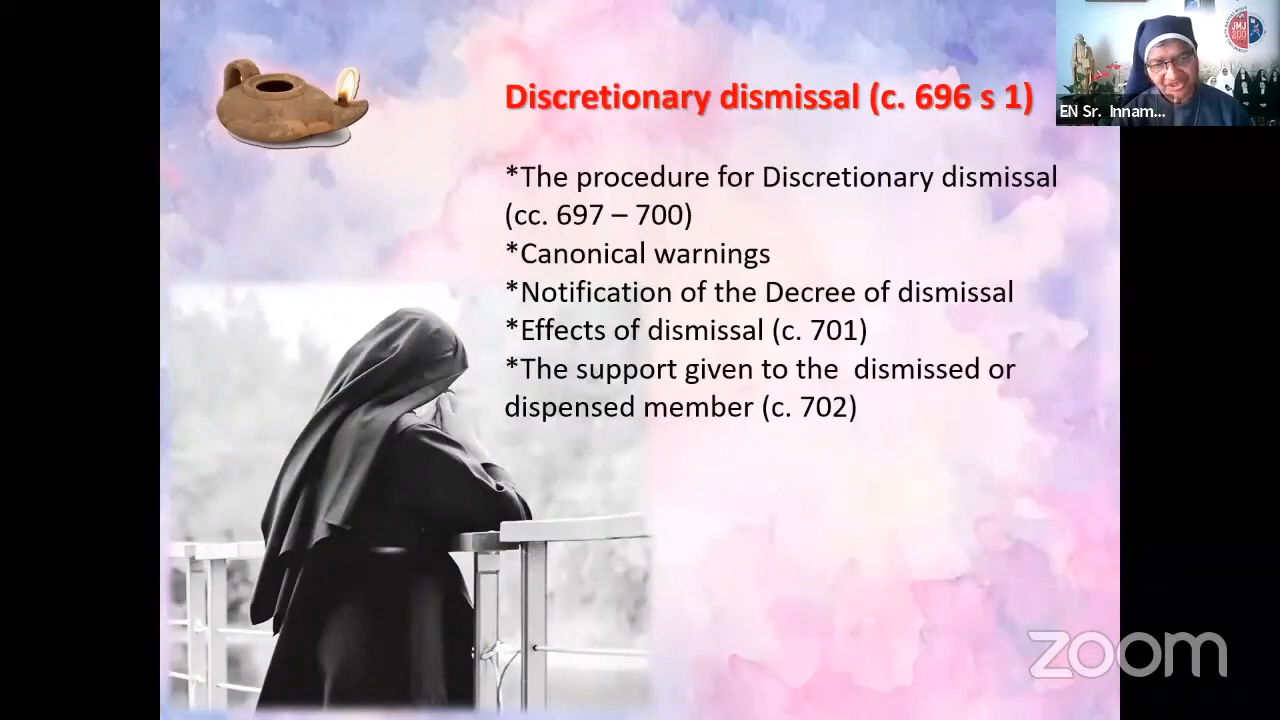 Discretionary dismissal (c. 696 s 1)
JMJ
200
EN Sr. Innam...
*The procedure for Discretionary dismissal
(cc. 697 – 700)
*Canonical warnings
*Notification of the Decree of dismissal
*Effects of dismissal (c. 701)
*The support given to the  dismissed or
dispensed member (c. 702)
zoom